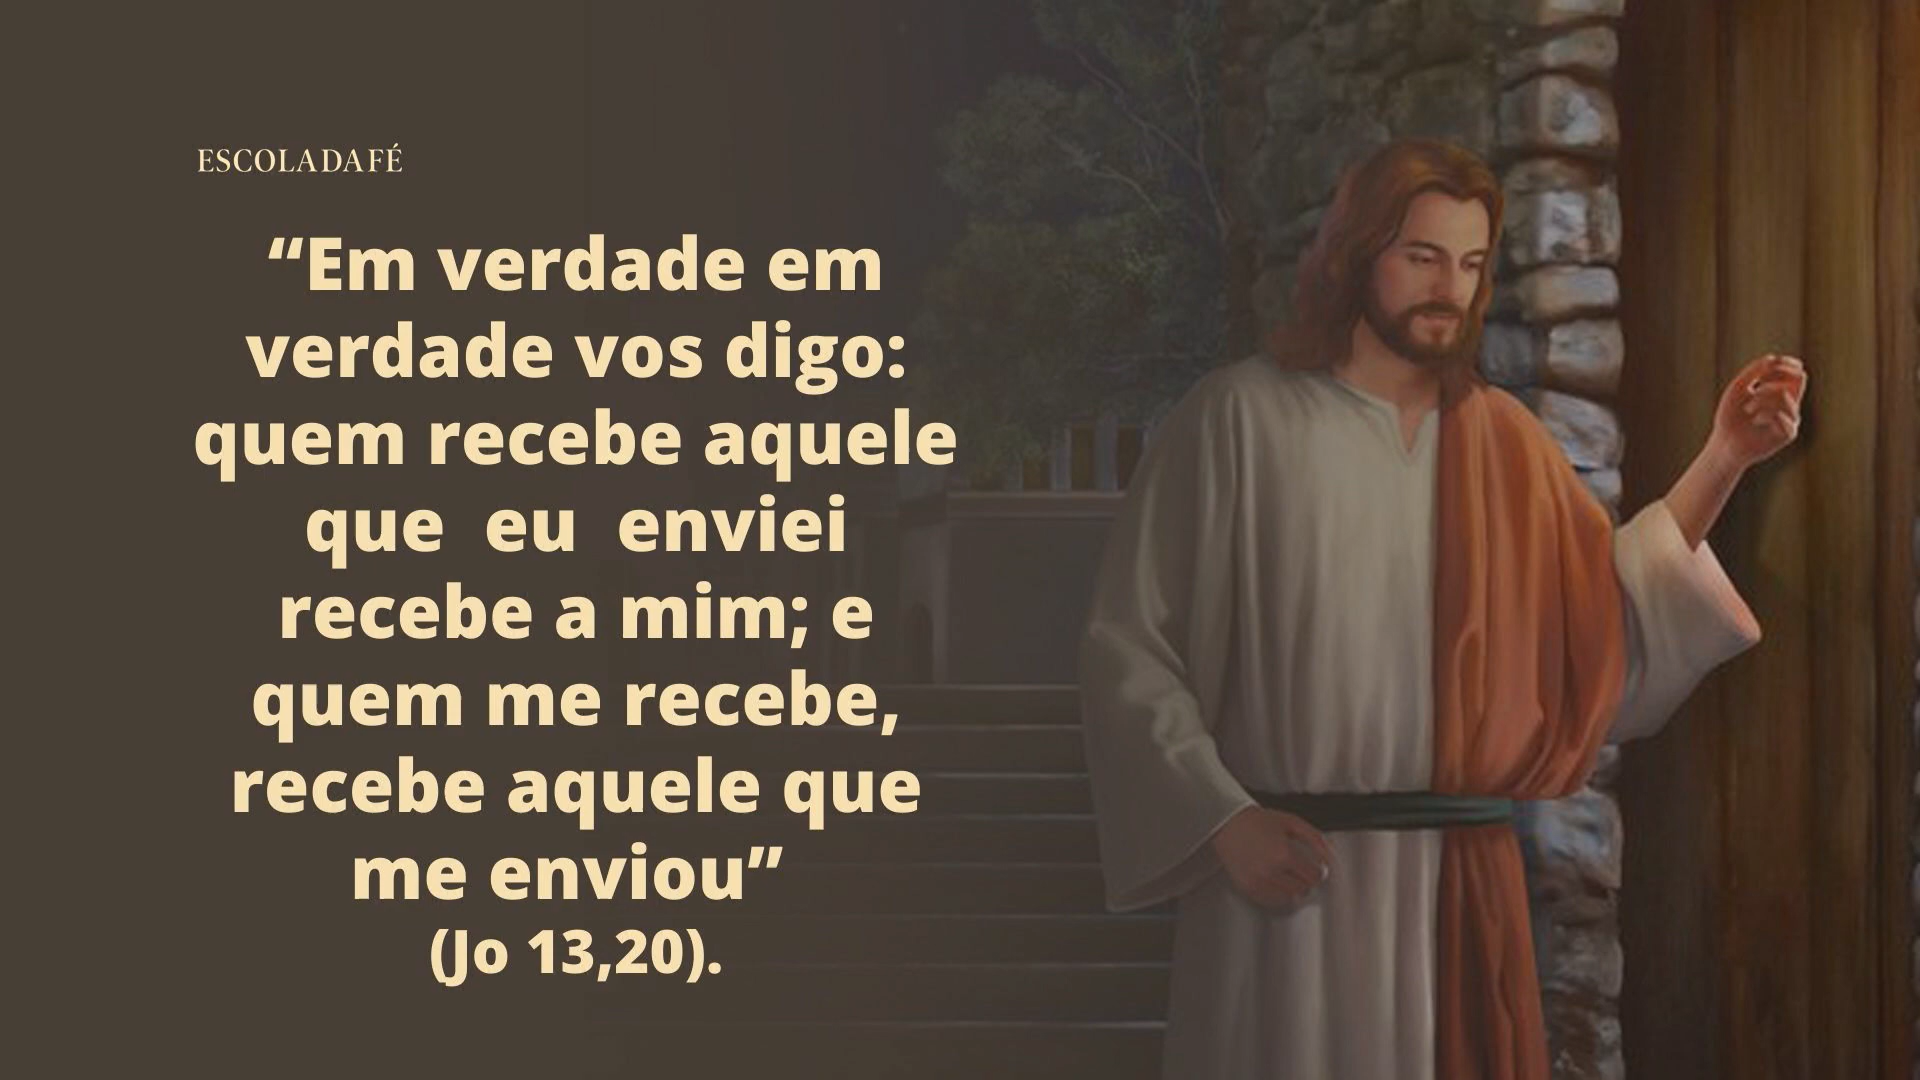 ESCOLADAFÉ
“Em verdade em
verdade vos digo:
quem recebe aquele
que eu enviei
recebe a mim; e
quem me recebe,
recebe aquele que
me enviou”
(Jo 13,20).